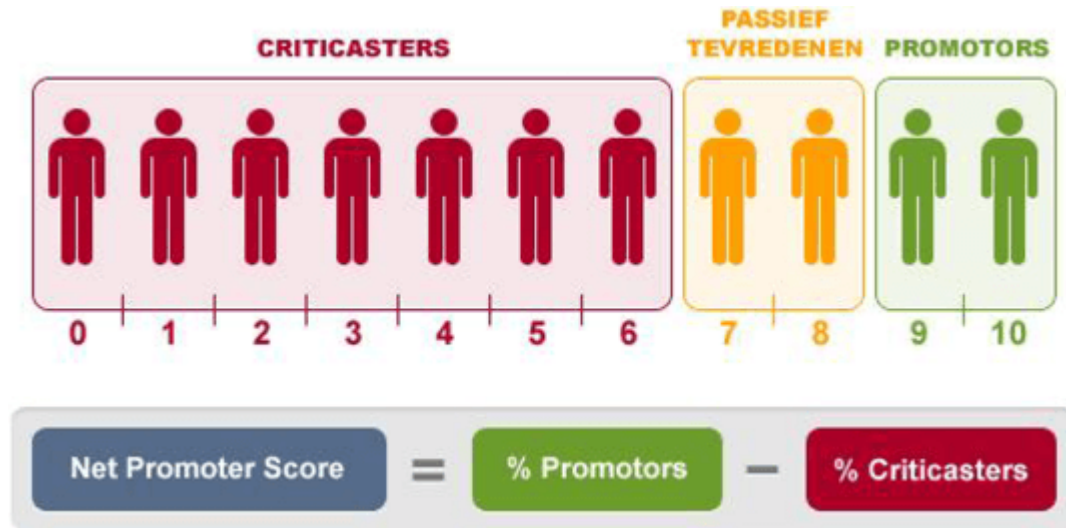 CRITICASTERS
PASSIEF
TEVREDENEN
PROMOTORS
0 1 2 3 4 5 6 7 8 9 10
Net Promoter Score = % Promotors – % Criticasters